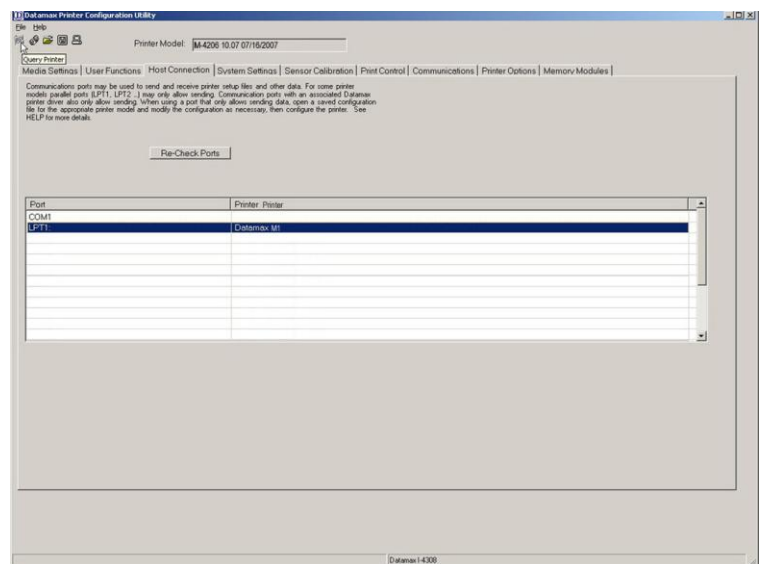 Datamax Printer Configuration Utility
File Help
Printer Model: M-4206 10.07 07/16/2007
Query Printer
Media Settings User Functions Host Connection System Settings Sensor Calibration Print Control Communications Printer Options Memory Modules
Communications ports may be used to send and receive printer setup files and other data. For some printer
models parallel ports (LPT1, LPT2 ..) may only allow sending. Communication ports with an associated Datamax
printer driver also only allow sending. When using a port that only allows sending data, open a saved configuration
file for the appropriate printer model and modify the configuration as necessary, then configure the printer. See
HELP for more details.
Re-Check Ports
Port Printer Printer
COM1
LPT1: Datamax M1
Datamax I-4308